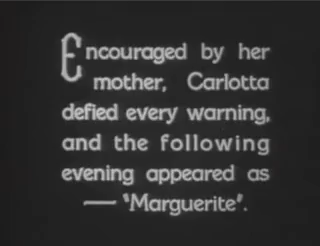 Encouraged by her
mother, Carlotta
defied every warning,
and the following
evening appeared as
— "Marguerite".